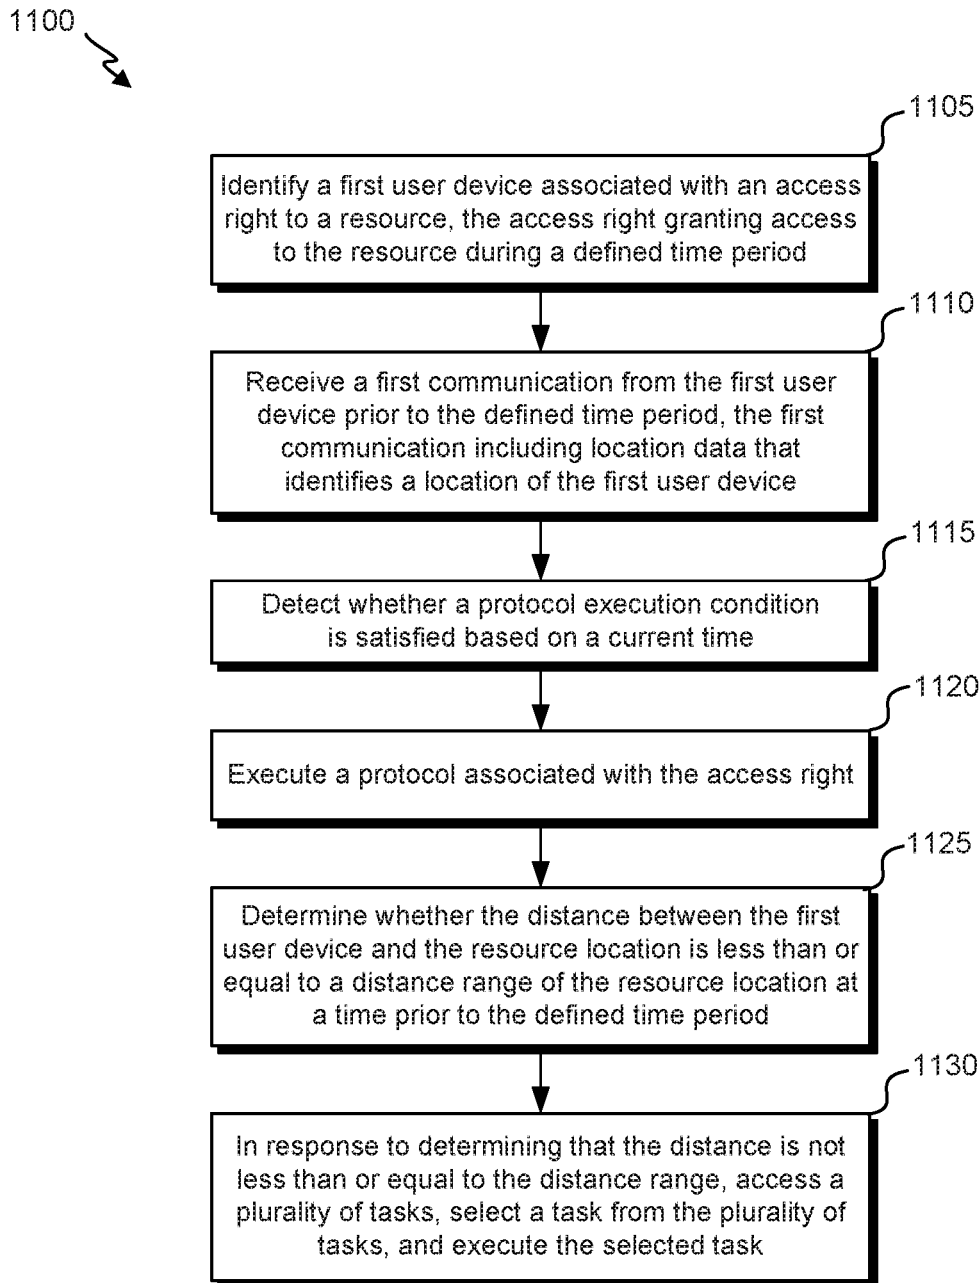 1100
1105
Identify a first user device associated with an access
right to a resource, the access right granting access
to the resource during a defined time period
1110
Receive a first communication from the first user
device prior to the defined time period, the first
communication including location data that
identifies a location of the first user device
1115
Detect whether a protocol execution condition
is satisfied based on a current time
1120
Execute a protocol associated with the access right
1125
Determine whether the distance between the first
user device and the resource location is less than or
equal to a distance range of the resource location at
a time prior to the defined time period
1130
In response to determining that the distance is not
less than or equal to the distance range, access a
plurality of tasks, select a task from the plurality of
tasks, and execute the selected task